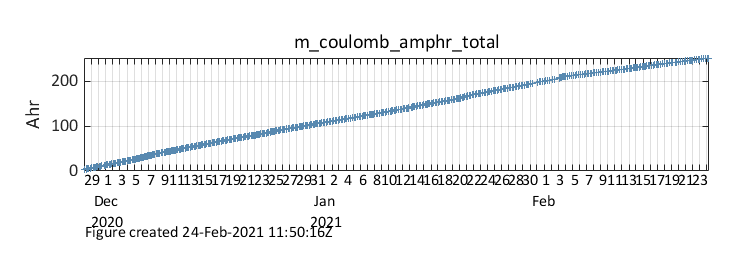 m_coulomb_amphr_total
Ahr
200
100
0
29 1 3 5 7 9 11 13 15 17 19 21 23 25 27 29 31 2 4 6 8 10 12 14 16 18 20 22 24 26 28 30 1 3 5 7 9 11 13 15 17 19 21 23
Dec Jan Feb
2020 2021
Figure created 24-Feb-2021 11:50:16Z